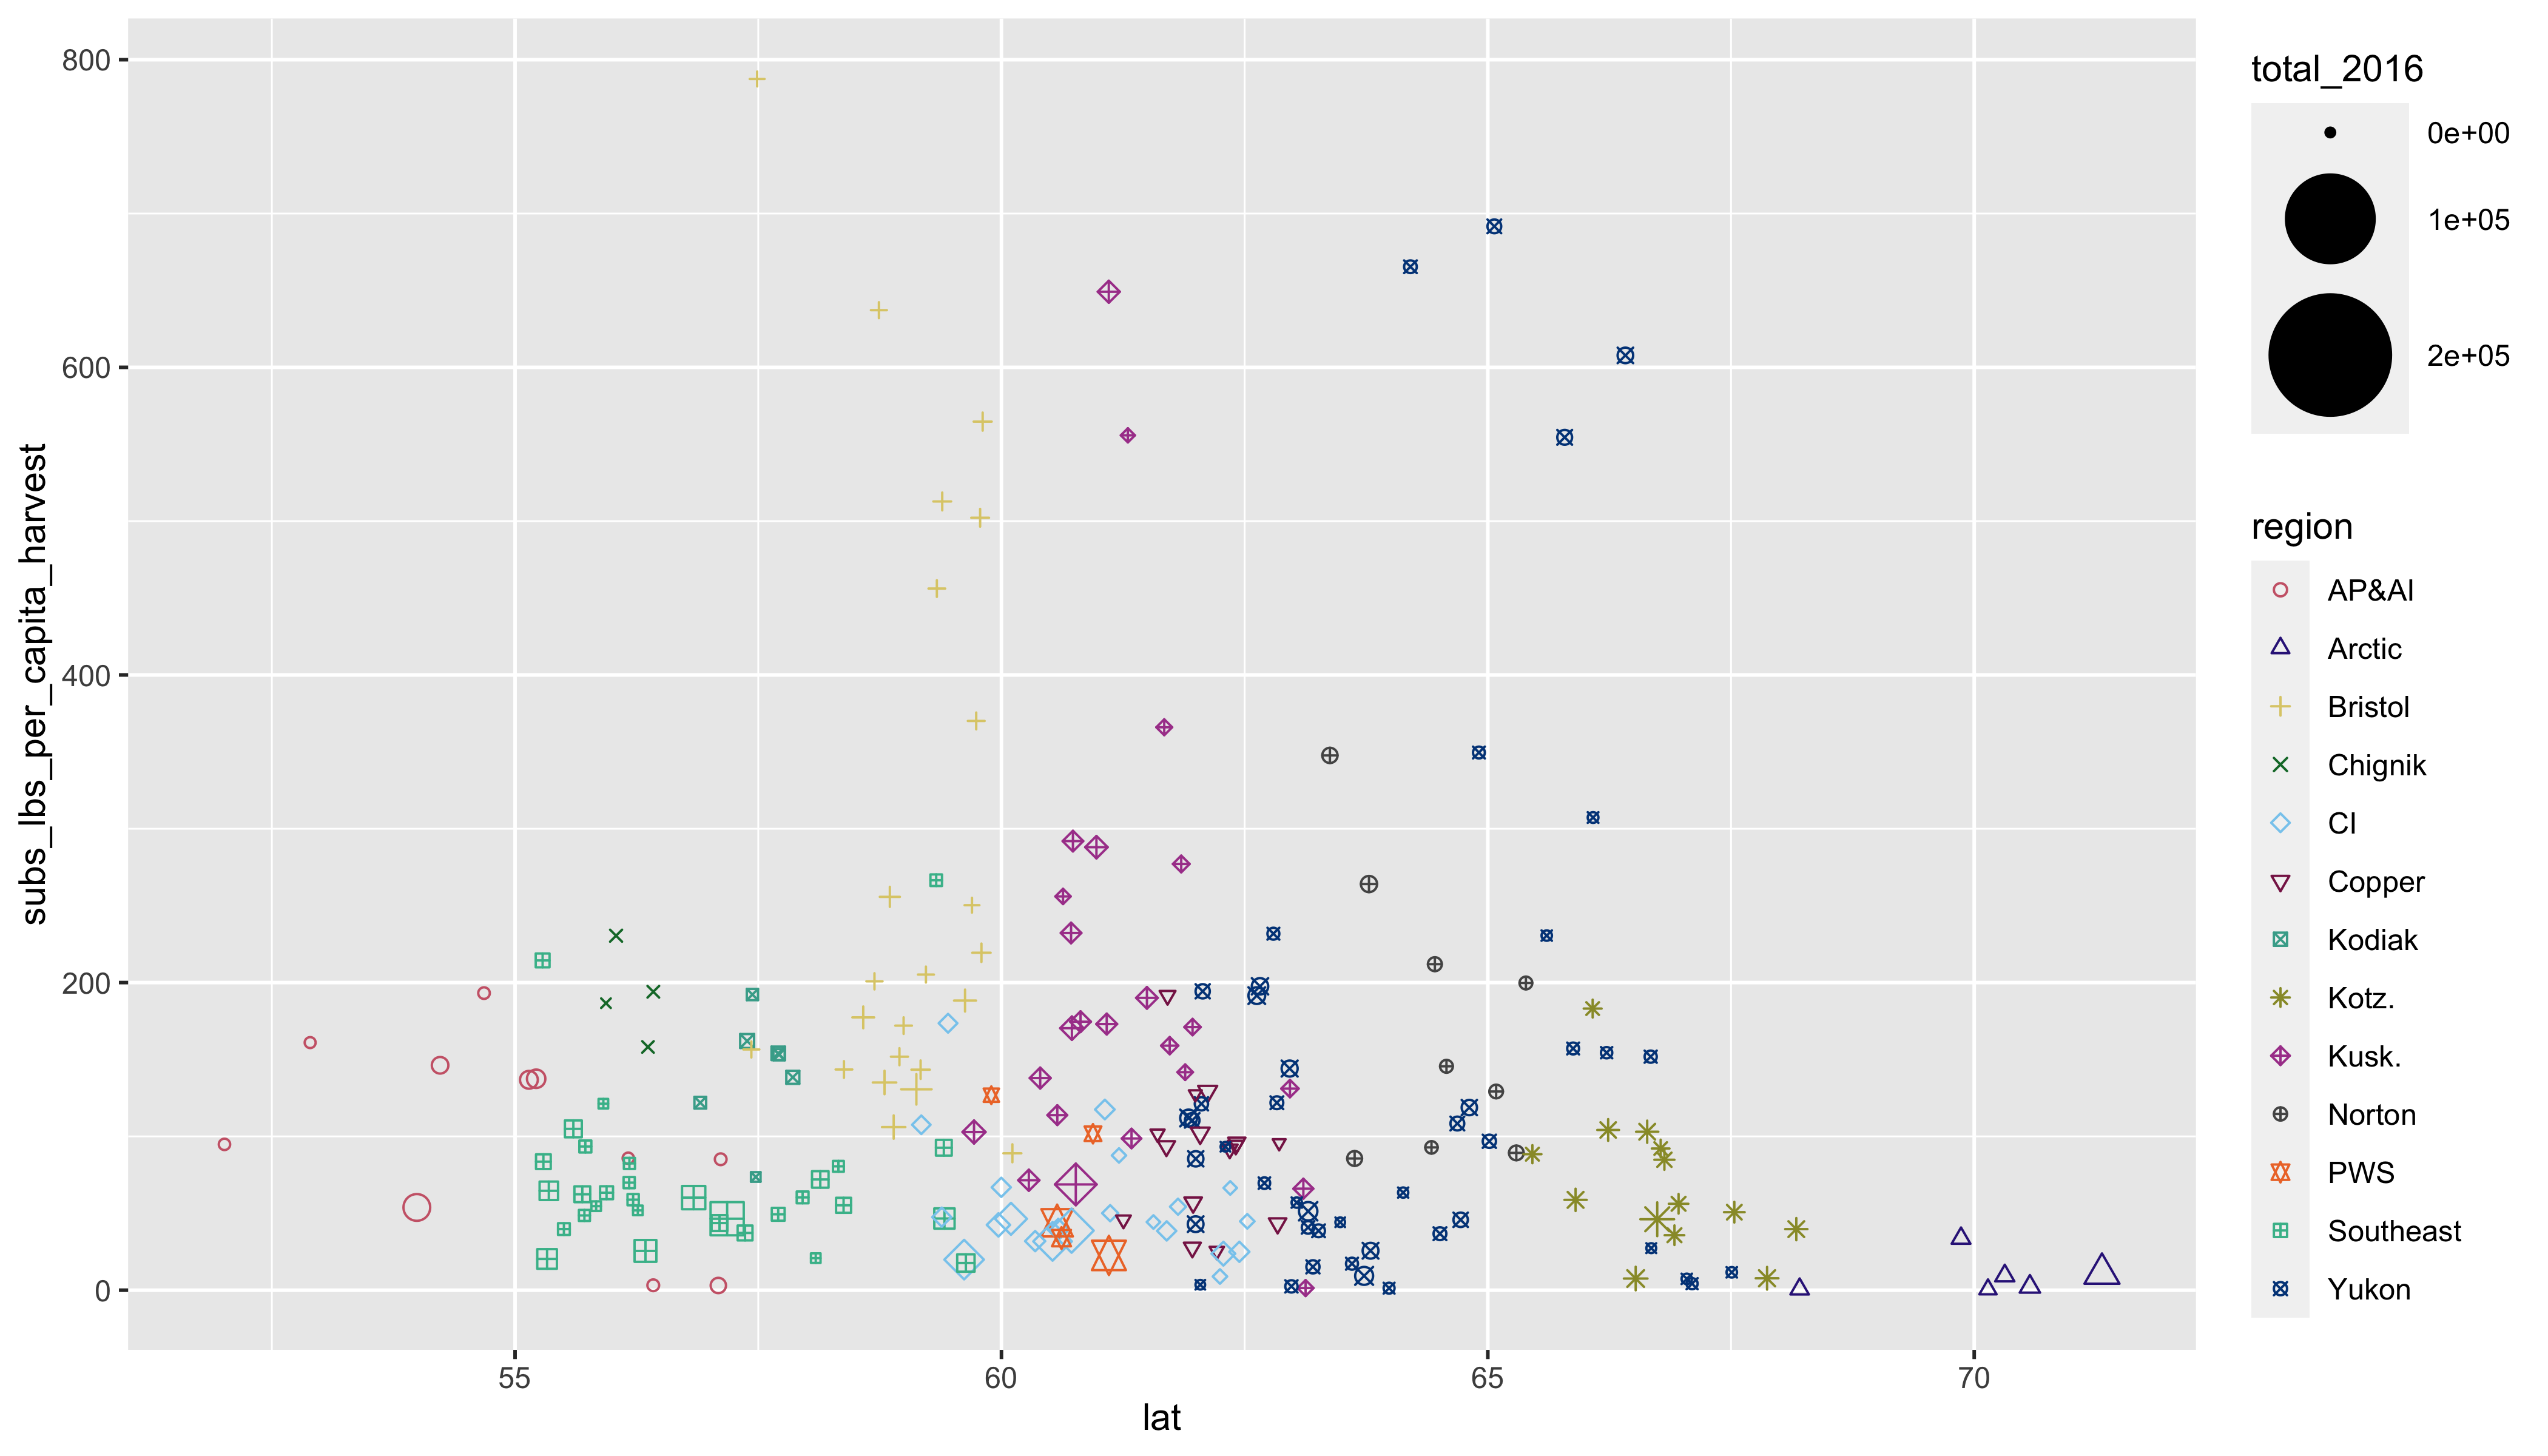 subs_lbs_per_capita_harvest
800
600
400
200
0
55
60
65
70
lat
total_2016
0e+00
1e+05
2e+05
region
AP&AI
Arctic
Bristol
Chignik
CI
Copper
Kodiak
Kotz.
Kusk.
Norton
PWS
Southeast
Yukon